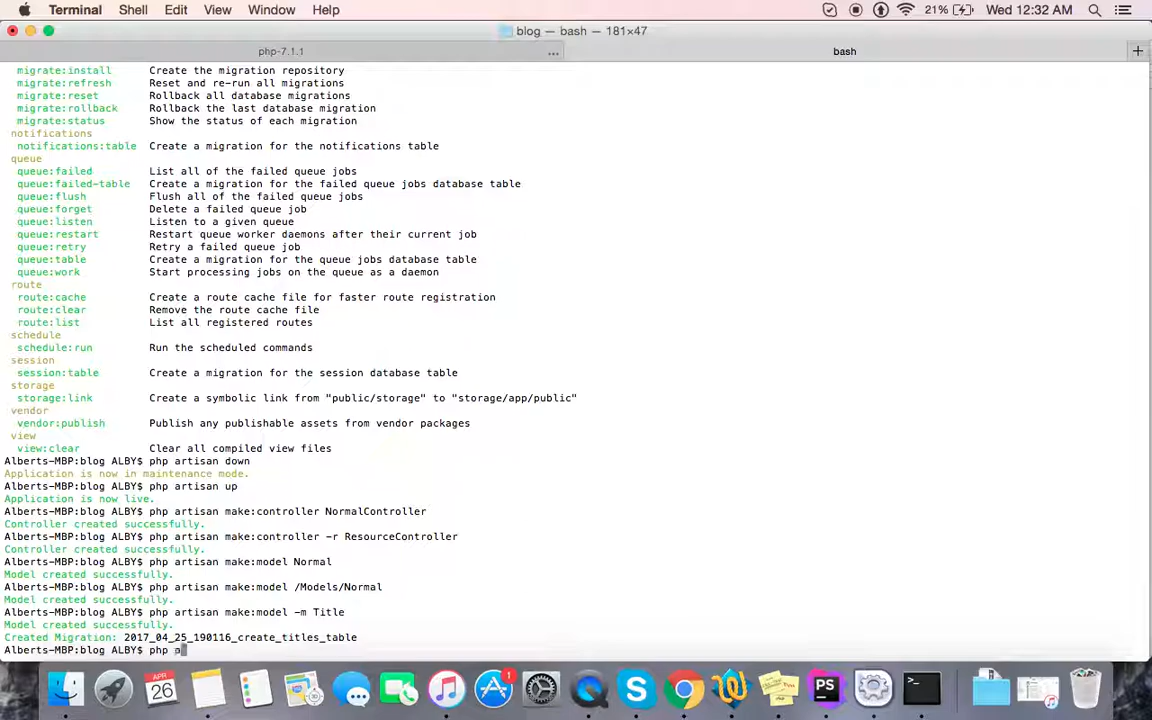 Terminal Shell Edit View Window Help 21% Wed 12:32 AM
blog — bash — 181×47
php-7.1.1 ... bash +
migrate:install Create the migration repository
migrate:refresh Reset and re-run all migrations
migrate:reset Rollback all database migrations
migrate:rollback Rollback the last database migration
migrate:status Show the status of each migration
notifications
notifications:table Create a migration for the notifications table
queue
queue:failed List all of the failed queue jobs
queue:failed-table Create a migration for the failed queue jobs database table
queue:flush Flush all of the failed queue jobs
queue:forget Delete a failed queue job
queue:listen Listen to a given queue
queue:restart Restart queue worker daemons after their current job
queue:retry Retry a failed queue job
queue:table Create a migration for the queue jobs database table
queue:work Start processing jobs on the queue as a daemon
route
route:cache Create a route cache file for faster route registration
route:clear Remove the route cache file
route:list List all registered routes
schedule
schedule:run Run the scheduled commands
session
session:table Create a migration for the session database table
storage
storage:link Create a symbolic link from "public/storage" to "storage/app/public"
vendor
vendor:publish Publish any publishable assets from vendor packages
view
view:clear Clear all compiled view files
Alberts-MBP:blog ALBY$ php artisan down
Application is now in maintenance mode.
Alberts-MBP:blog ALBY$ php artisan up
Application is now live.
Alberts-MBP:blog ALBY$ php artisan make:controller NormalController
Controller created successfully.
Alberts-MBP:blog ALBY$ php artisan make:controller -r ResourceController
Controller created successfully.
Alberts-MBP:blog ALBY$ php artisan make:model Normal
Model created successfully.
Alberts-MBP:blog ALBY$ php artisan make:model /Models/Normal
Model created successfully.
Alberts-MBP:blog ALBY$ php artisan make:model -m Title
Model created successfully.
Created Migration: 2017_04_25_190116_create_titles_table
Alberts-MBP:blog ALBY$ php p
APR
26
1
PS